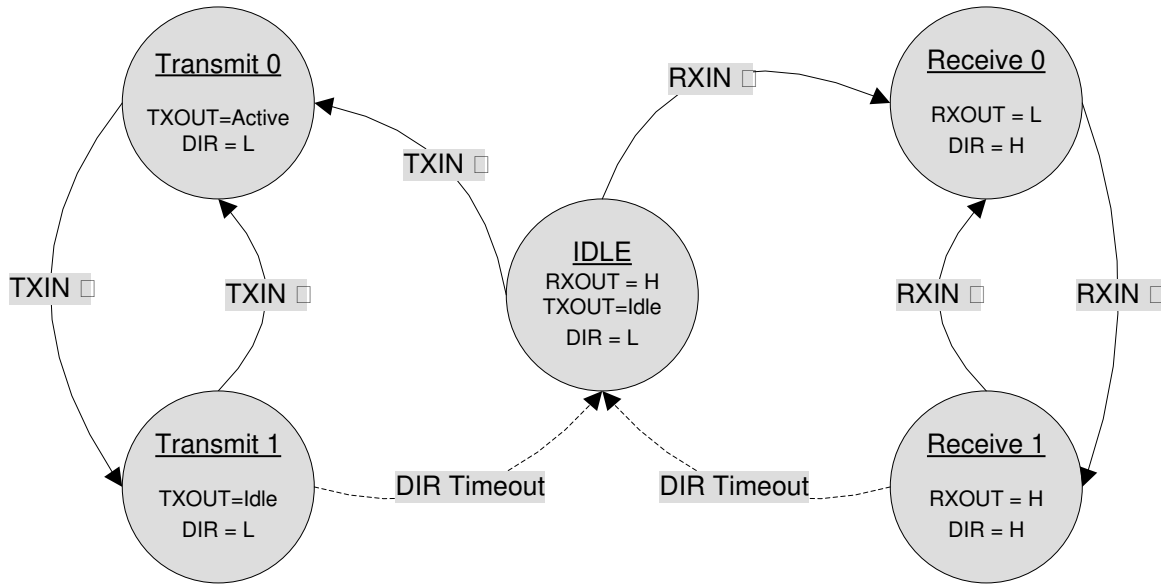 Transmit 0
TXOUT=Active
DIR = L
RXIN □
Receive 0
RXOUT = L
DIR = H
TXIN □
IDLE
RXOUT = H
TXOUT=Idle
DIR = L
TXIN □
TXIN □
RXIN □
RXIN □
Transmit 1
TXOUT=Idle
DIR = L
DIR Timeout
DIR Timeout
Receive 1
RXOUT = H
DIR = H